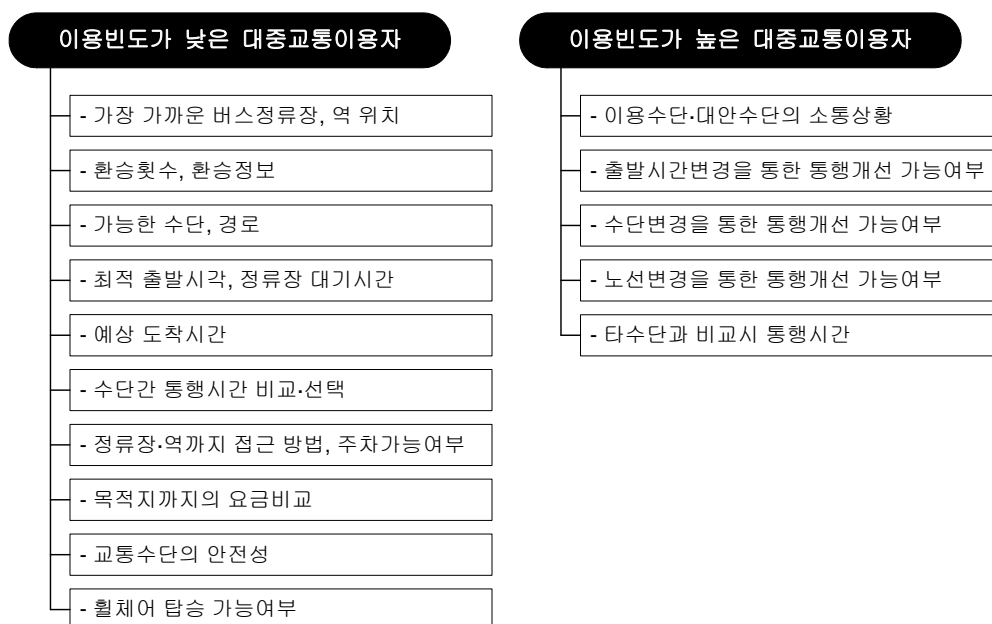 이용빈도가 낮은 대중교통이용자
- 가장 가까운 버스정류장, 역 위치
- 환승횟수, 환승정보
- 가능한 수단, 경로
- 최적 출발시각, 정류장 대기시간
- 예상 도착시간
- 수단간 통행시간 비교·선택
- 정류장·역까지 접근 방법, 주차가능여부
- 목적지까지의 요금비교
- 교통수단의 안전성
- 휠체어 탑승 가능여부
이용빈도가 높은 대중교통이용자
- 이용수단·대안수단의 소통상황
- 출발시간변경을 통한 통행개선 가능여부
- 수단변경을 통한 통행개선 가능여부
- 노선변경을 통한 통행개선 가능여부
- 타수단과 비교시 통행시간